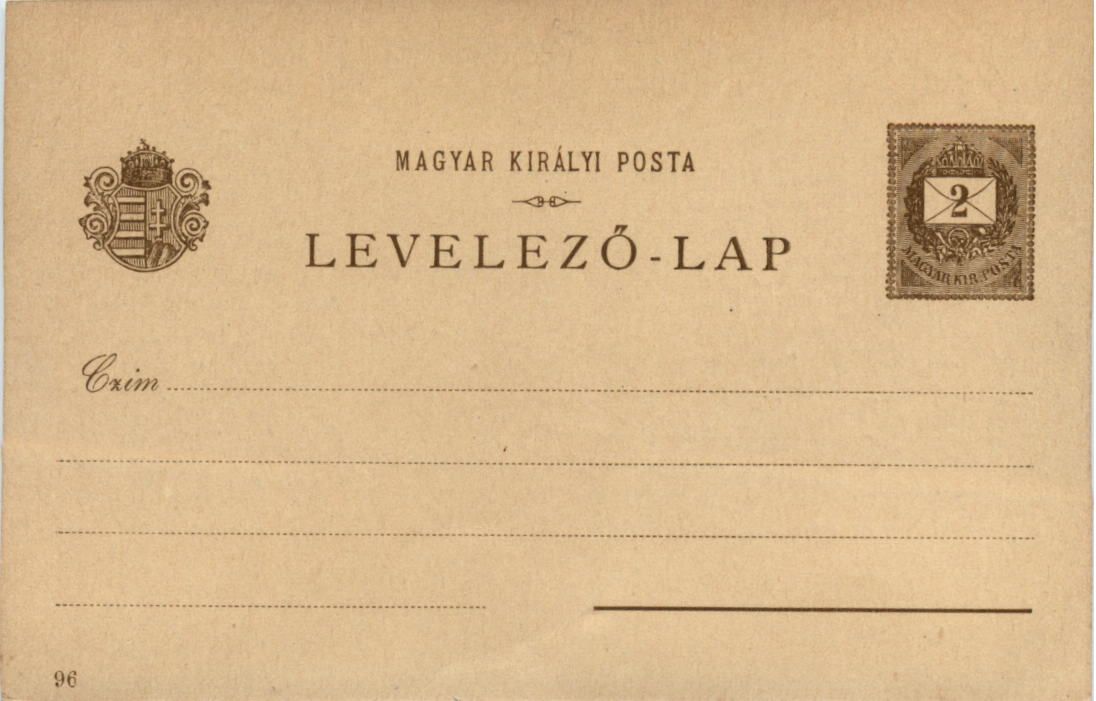 MAGYAR KIRÁLYI POSTA
LEVELEZŐ-LAP
2
MAGYAR KIR. POSTA
Czim
96